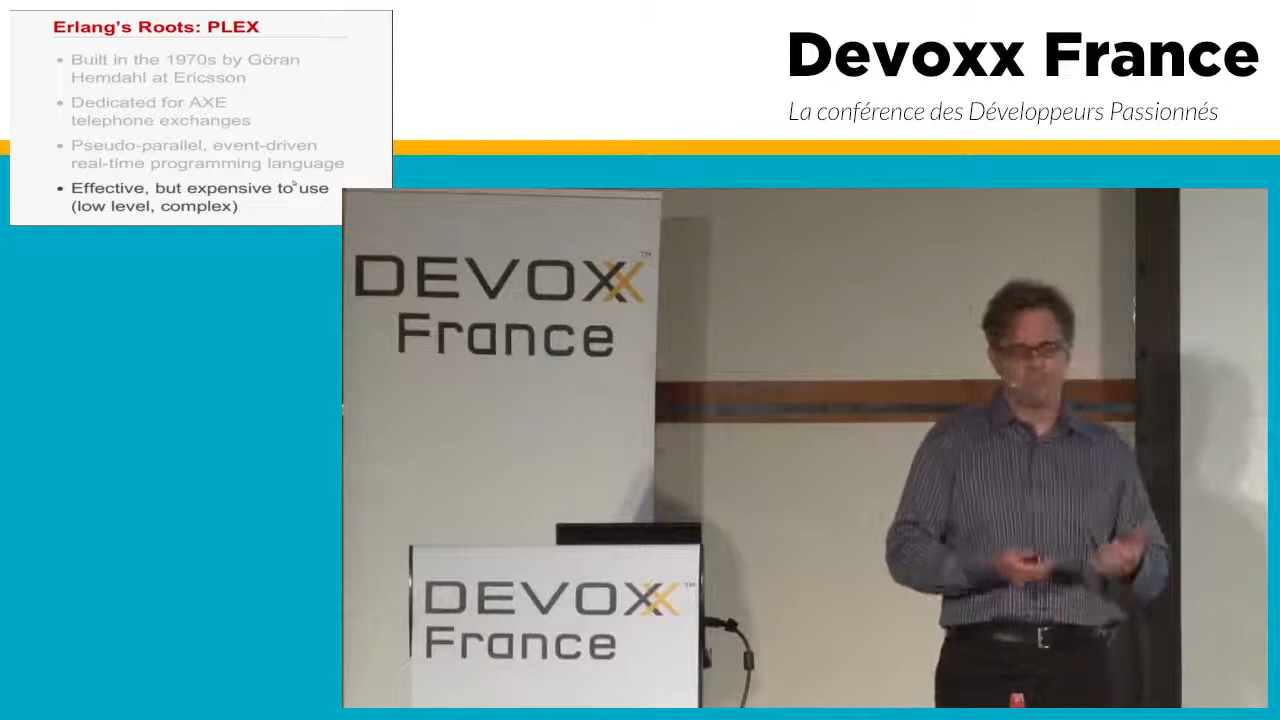 Erlang's Roots: PLEX
• Built in the 1970s by Göran
Hemdahl at Ericsson
• Dedicated for AXE
telephone exchanges
• Pseudo-parallel, event-driven
real-time programming language
• Effective, but expensive to use
(low level, complex)
Devoxx France
La conférence des Développeurs Passionnés
DEVOXX™
France
DEVOXX™
France